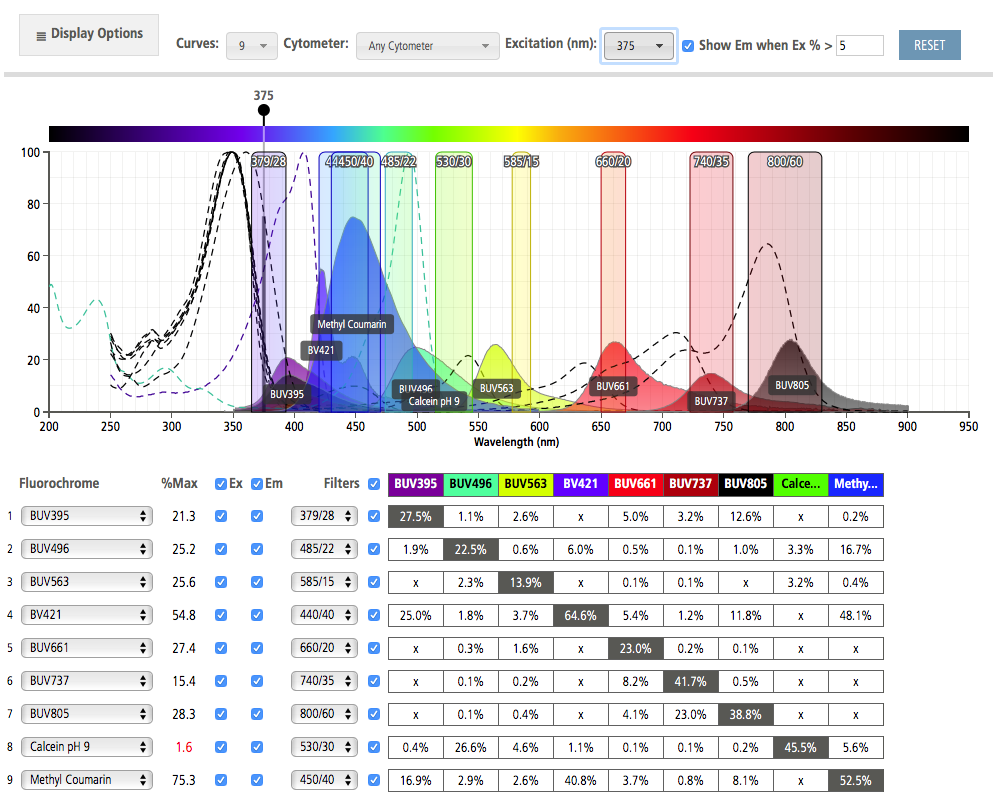 ≣ Display Options Curves: 9 Cytometer: Any Cytometer Excitation (nm): 375 Show Em when Ex % > 5 RESET
375
100 379/28 450/40 485/22 530/30 585/15 660/20 740/35 800/60
80
60
40
Methyl Coumarin
BV421
20
BUV395 BUV496 BUV563 BUV661 BUV737 BUV805
Calcein pH 9
0
200 250 300 350 400 450 500 550 600 650 700 750 800 850 900 950
Wavelength (nm)
Fluorochrome %Max Ex Em Filters BUV395 BUV496 BUV563 BV421 BUV661 BUV737 BUV805 Calce... Methy...
1 BUV395 21.3 379/28 27.5% 1.1% 2.6% x 5.0% 3.2% 12.6% x 0.2%
2 BUV496 25.2 485/22 1.9% 22.5% 0.6% 6.0% 0.5% 0.1% 1.0% 3.3% 16.7%
3 BUV563 25.6 585/15 x 2.3% 13.9% x 0.1% 0.1% x 3.2% 0.4%
4 BV421 54.8 440/40 25.0% 1.8% 3.7% 64.6% 5.4% 1.2% 11.8% x 48.1%
5 BUV661 27.4 660/20 x 0.3% 1.6% x 23.0% 0.2% 0.1% x x
6 BUV737 15.4 740/35 x 0.1% 0.2% x 8.2% 41.7% 0.5% x x
7 BUV805 28.3 800/60 x 0.1% 0.4% x 4.1% 23.0% 38.8% x x
8 Calcein pH 9 1.6 530/30 0.4% 26.6% 4.6% 1.1% 0.1% 0.1% 0.2% 45.5% 5.6%
9 Methyl Coumarin 75.3 450/40 16.9% 2.9% 2.6% 40.8% 3.7% 0.8% 8.1% x 52.5%